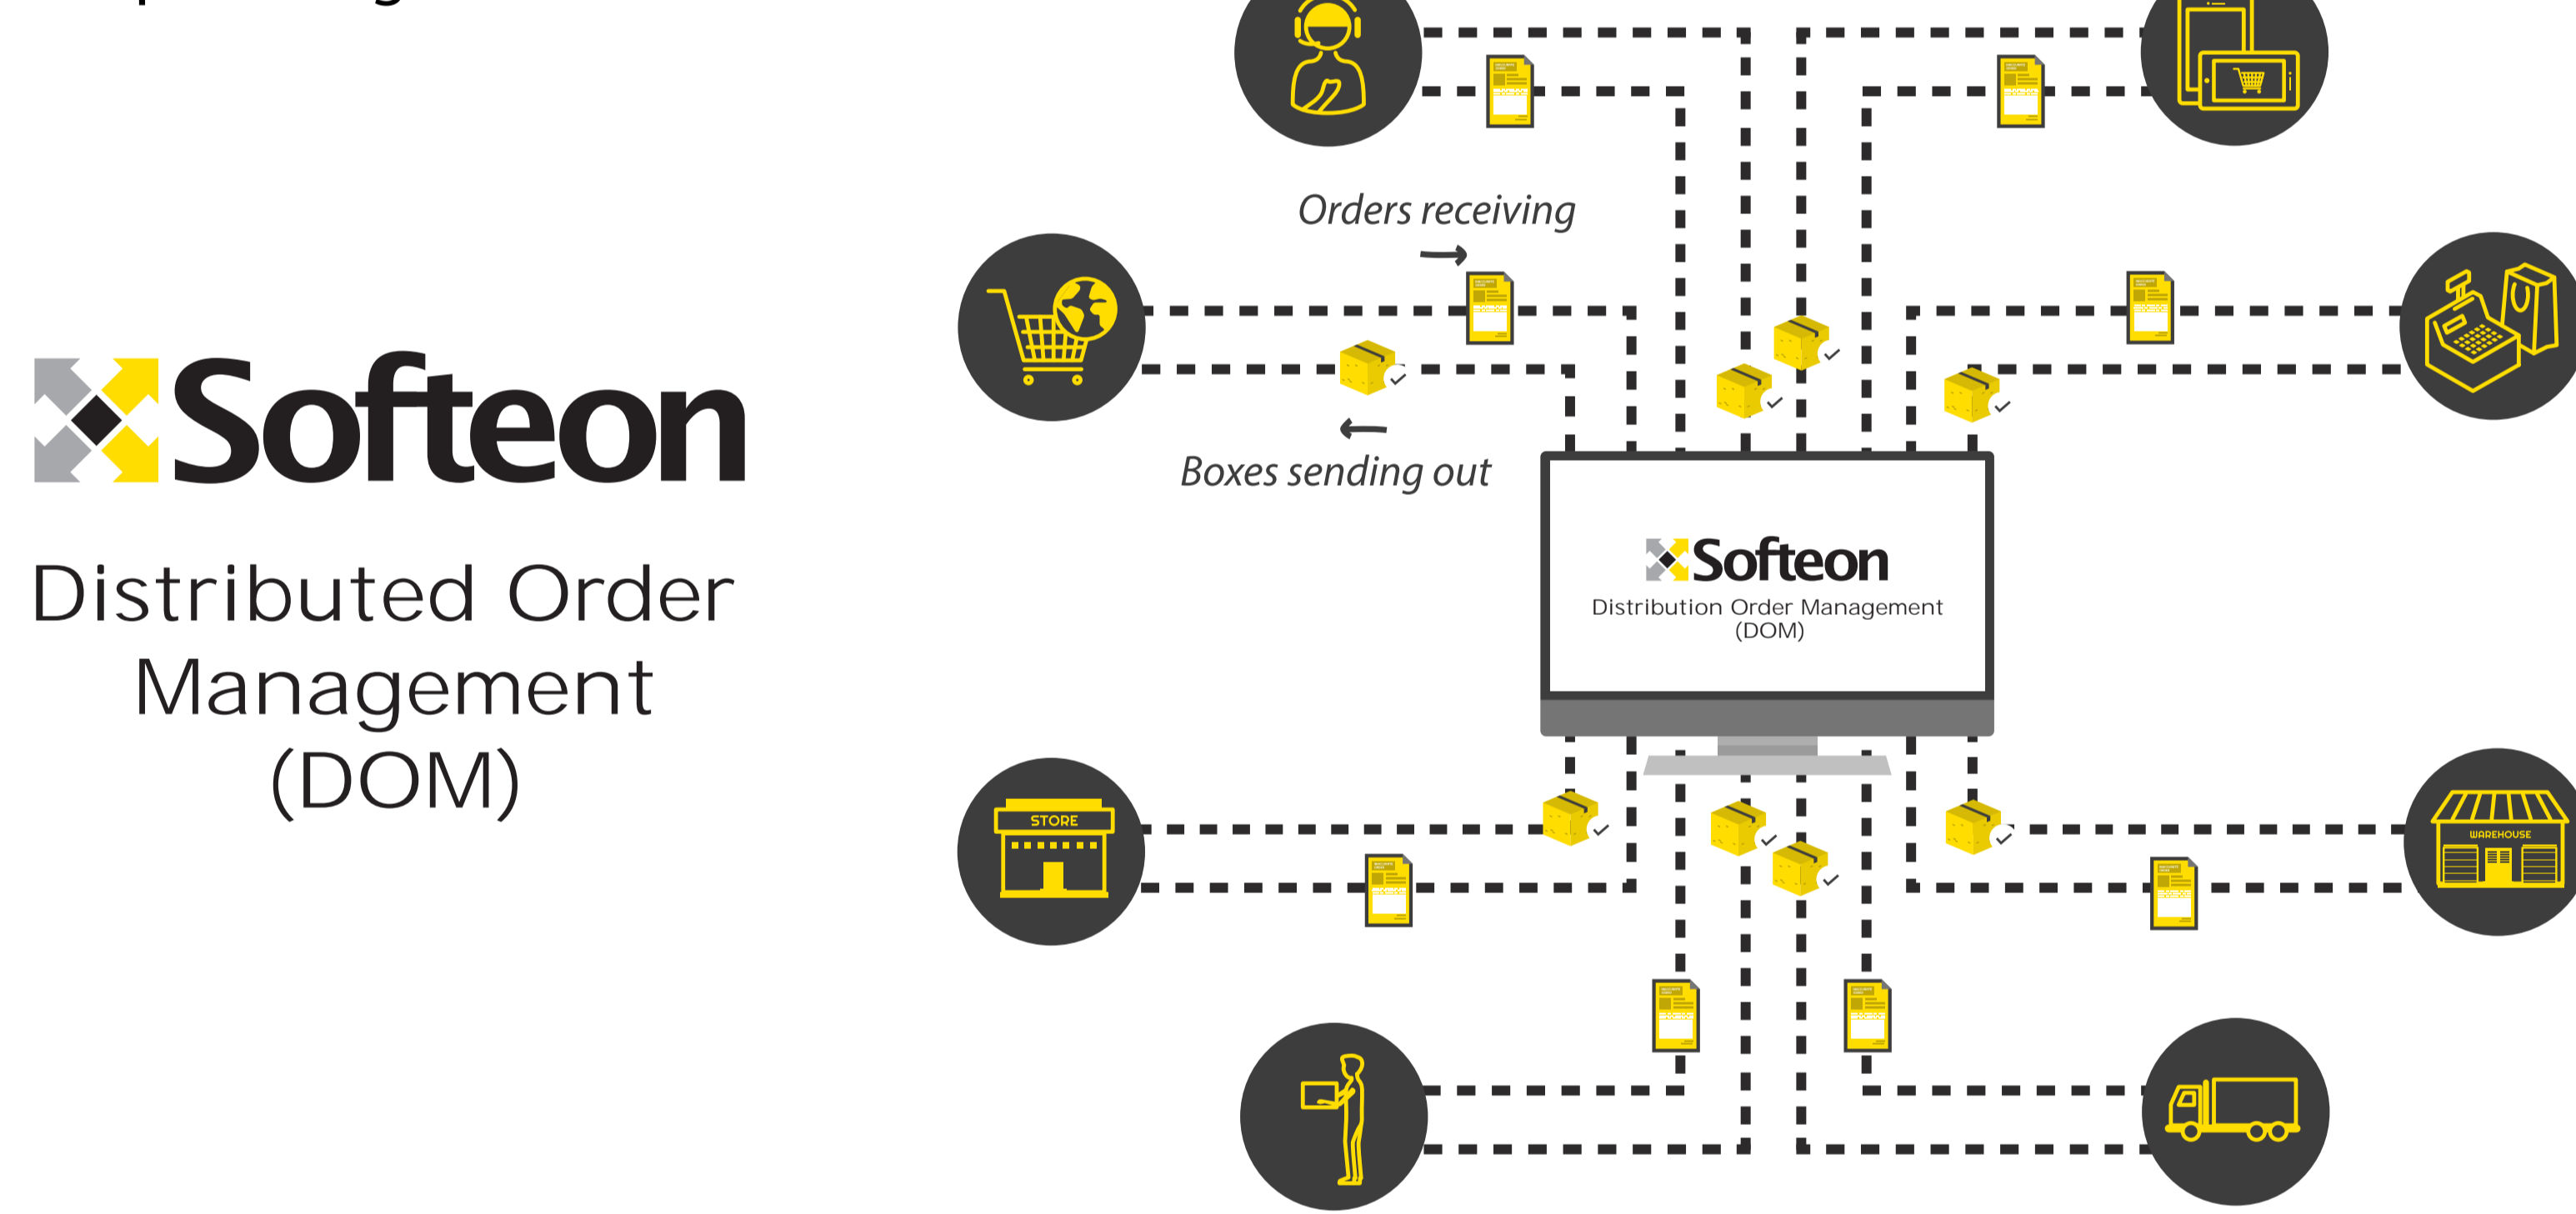 Orders receiving
Softeon
Distributed Order
Management
(DOM)
Boxes sending out
Softeon
Distribution Order Management
(DOM)
STORE
WAREHOUSE